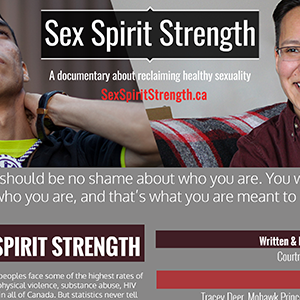 Sex Spirit Strength
A documentary about reclaiming healthy sexuality
SexSpiritStrength.ca
should be no shame about who you are. You w
who you are, and that's what you are meant to
SPIRIT STRENGTH
peoples face some of the highest rates of
physical violence, substance abuse, HIV
in all of Canada. But statistics never tell
Written &
Courtn
Tracey Deer, Mohawk Princ